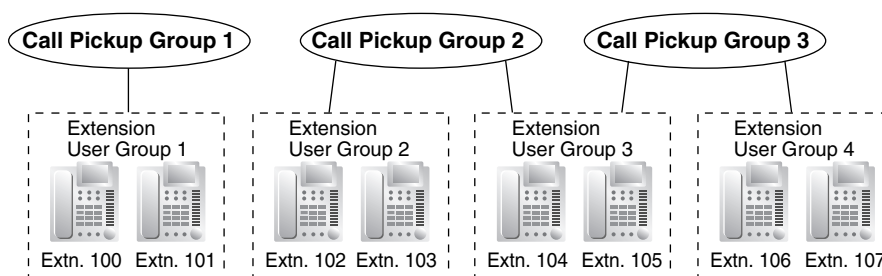 Call Pickup Group 1
Call Pickup Group 2
Call Pickup Group 3
Extension
User Group 1
Extension
User Group 2
Extension
User Group 3
Extension
User Group 4
Extn. 100
Extn. 101
Extn. 102
Extn. 103
Extn. 104
Extn. 105
Extn. 106
Extn. 107